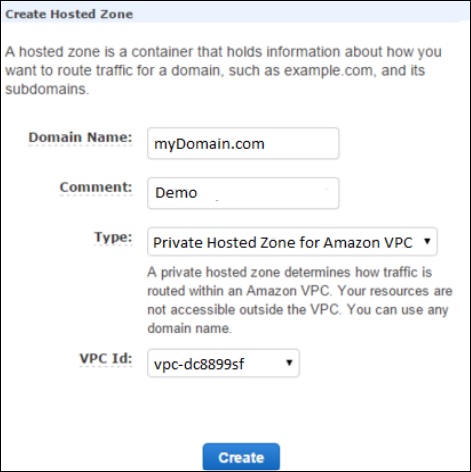 Create Hosted Zone
A hosted zone is a container that holds information about how you
want to route traffic for a domain, such as example.com, and its
subdomains.
Domain Name: myDomain.com
Comment: Demo
Type: Private Hosted Zone for Amazon VPC
A private hosted zone determines how traffic is
routed within an Amazon VPC. Your resources are
not accessible outside the VPC. You can use any
domain name.
VPC Id: vpc-dc8899sf
Create